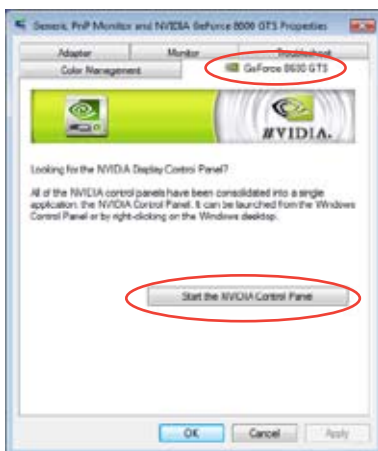 Generic PnP Monitor and NVIDIA GeForce 8600 GTS Properties
Adapter Monitor Troubleshoot
Color Management GeForce 8600 GTS
NVIDIA.
Looking for the NVIDIA Display Control Panel?
All of the NVIDIA control panels have been consolidated into a single
application: the NVIDIA Control Panel. It can be launched from the Windows
Control Panel or by right-clicking on the Windows desktop.
Start the NVIDIA Control Panel
OK Cancel Apply